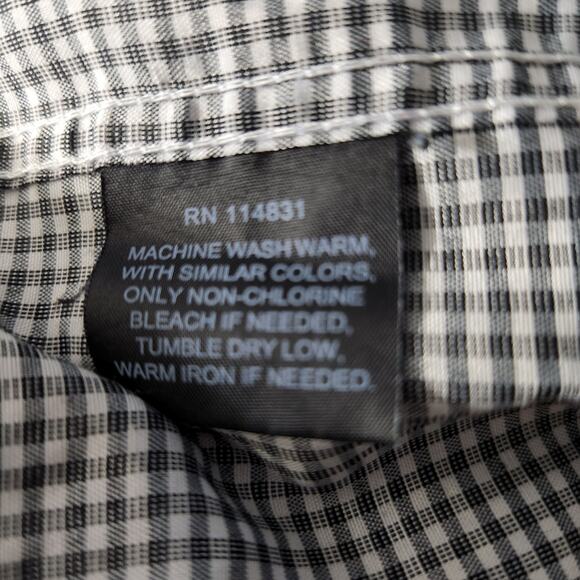 RN 114831
MACHINE WASH WARM,
WITH SIMILAR COLORS,
ONLY NON-CHLORINE
BLEACH IF NEEDED,
TUMBLE DRY LOW,
WARM IRON IF NEEDED.